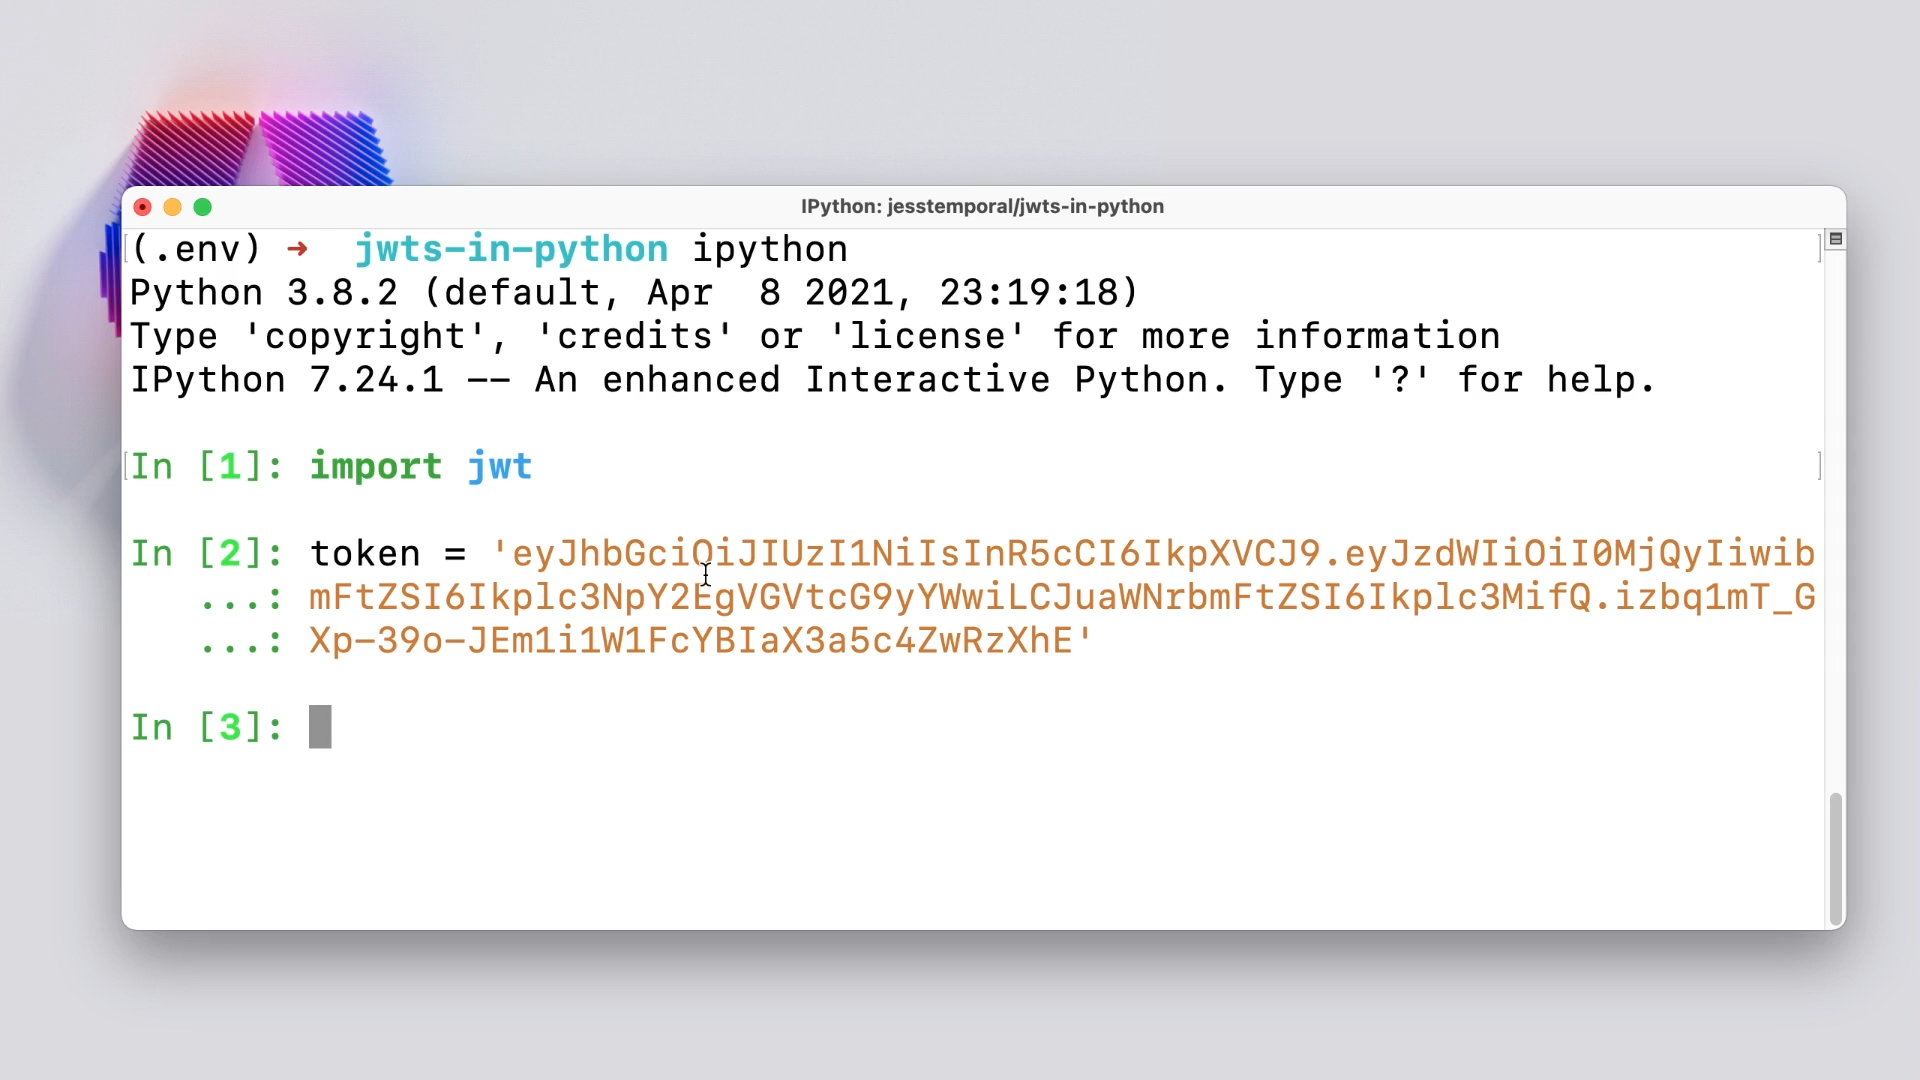 IPython: jesstemporal/jwts-in-python
(.env) ➜  jwts-in-python ipython
Python 3.8.2 (default, Apr  8 2021, 23:19:18)
Type 'copyright', 'credits' or 'license' for more information
IPython 7.24.1 -- An enhanced Interactive Python. Type '?' for help.
In [1]: import jwt
In [2]: token = 'eyJhbGciOiJIUzI1NiIsInR5cCI6IkpXVCJ9.eyJzdWIiOiI0MjQyIiwib
...: mFtZSI6Ikplc3NpY2EgVGVtcG9yYWwiLCJuaWNrbmFtZSI6Ikplc3MifQ.izbq1mT_G
...: Xp-39o-JEm1i1W1FcYBIaX3a5c4ZwRzXhE'
In [3]: